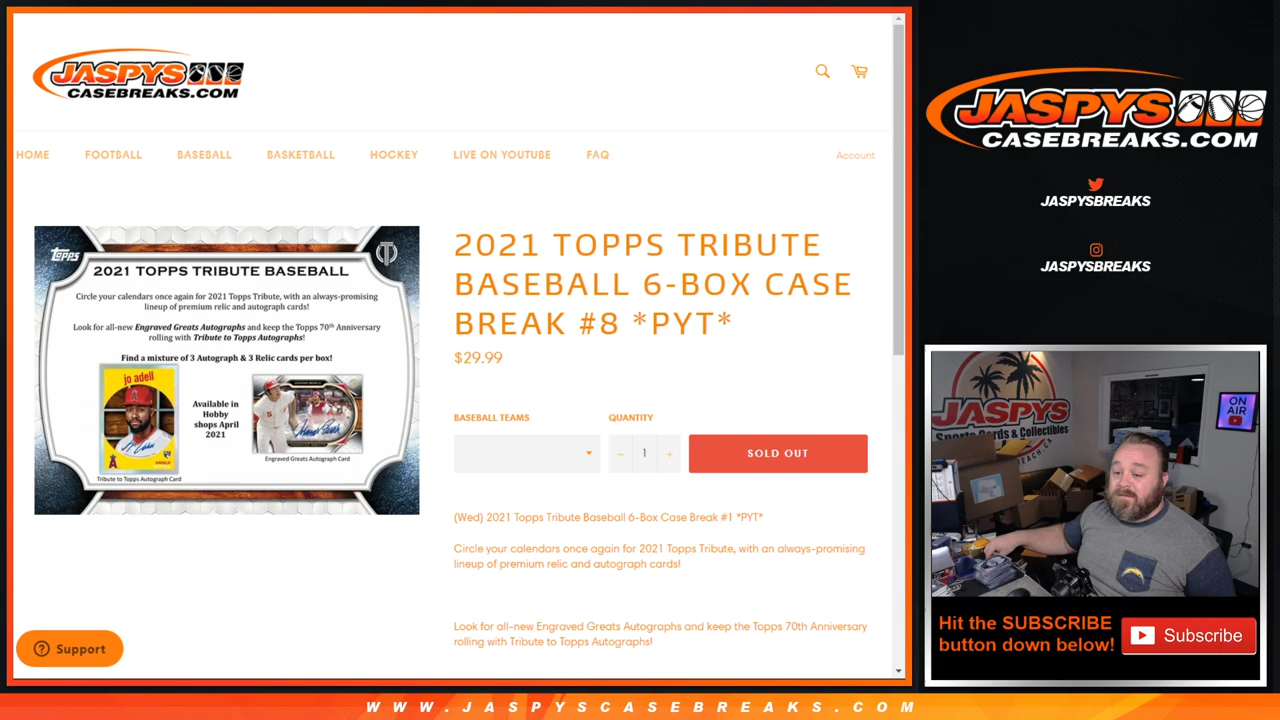 JASPYS
CASEBREAKS.COM
HOME
FOOTBALL
BASEBALL
BASKETBALL
HOCKEY
LIVE ON YOUTUBE
FAQ
Account
topps
2021 TOPPS TRIBUTE BASEBALL
Circle your calendars once again for 2021 Topps Tribute, with an always-promising
lineup of premium relic and autograph cards!
Look for all-new Engraved Greats Autographs and keep the Topps 70th Anniversary
rolling with Tribute to Topps Autographs!
Find a mixture of 3 Autograph & 3 Relic cards per box!
jo adell
ANGELS
Available in
Hobby
shops April
2021
Tribute to Topps Autograph Card
Engraved Greats Autograph Card
2021 TOPPS TRIBUTE
BASEBALL 6-BOX CASE
BREAK #8 *PYT*
$29.99
BASEBALL TEAMS
QUANTITY
− 1 +
SOLD OUT
(Wed) 2021 Topps Tribute Baseball 6-Box Case Break #1 *PYT*
Circle your calendars once again for 2021 Topps Tribute, with an always-promising
lineup of premium relic and autograph cards!
Look for all-new Engraved Greats Autographs and keep the Topps 70th Anniversary
rolling with Tribute to Topps Autographs!
Support
JASPYS
CASEBREAKS.COM
JASPYSBREAKS
JASPYSBREAKS
JASPYS
Sports Cards & Collectibles
ON
AIR
Hit the SUBSCRIBE
button down below!
Subscribe
WWW.JASPYSCASEBREAKS.COM